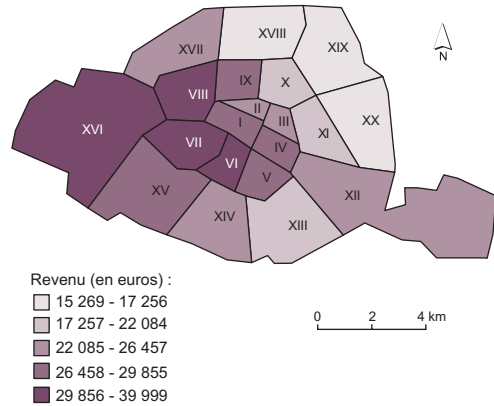 XVIII
XIX
XVII
N
IX
X
VIII
II
XVI
I
III
XX
XI
VII
IV
VI
V
XV
XII
XIV
XIII
Revenu (en euros) :
15 269 - 17 256
17 257 - 22 084
22 085 - 26 457
26 458 - 29 855
29 856 - 39 999
0 2 4 km